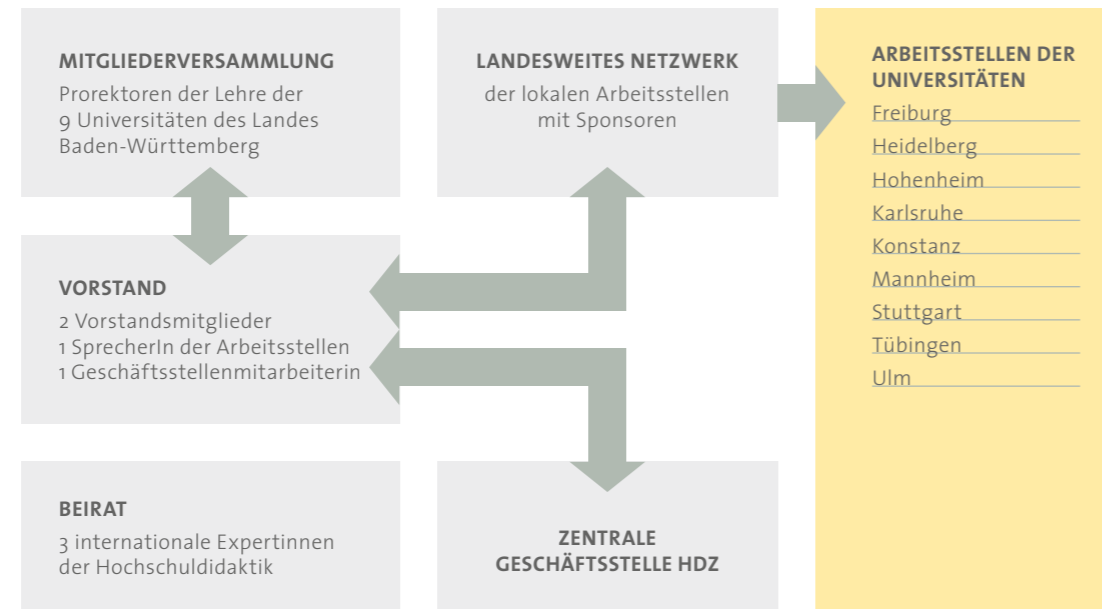 MITGLIEDERVERSAMMLUNG
Prorektoren der Lehre der
9 Universitäten des Landes
Baden-Württemberg
LANDESWEITES NETZWERK
der lokalen Arbeitsstellen
mit Sponsoren
ARBEITSSTELLEN DER
UNIVERSITÄTEN
Freiburg
Heidelberg
Hohenheim
Karlsruhe
Konstanz
Mannheim
Stuttgart
Tübingen
Ulm
VORSTAND
2 Vorstandsmitglieder
1 SprecherIn der Arbeitsstellen
1 Geschäftsstellenmitarbeiterin
BEIRAT
3 internationale Expertinnen
der Hochschuldidaktik
ZENTRALE
GESCHÄFTSSTELLE HDZ